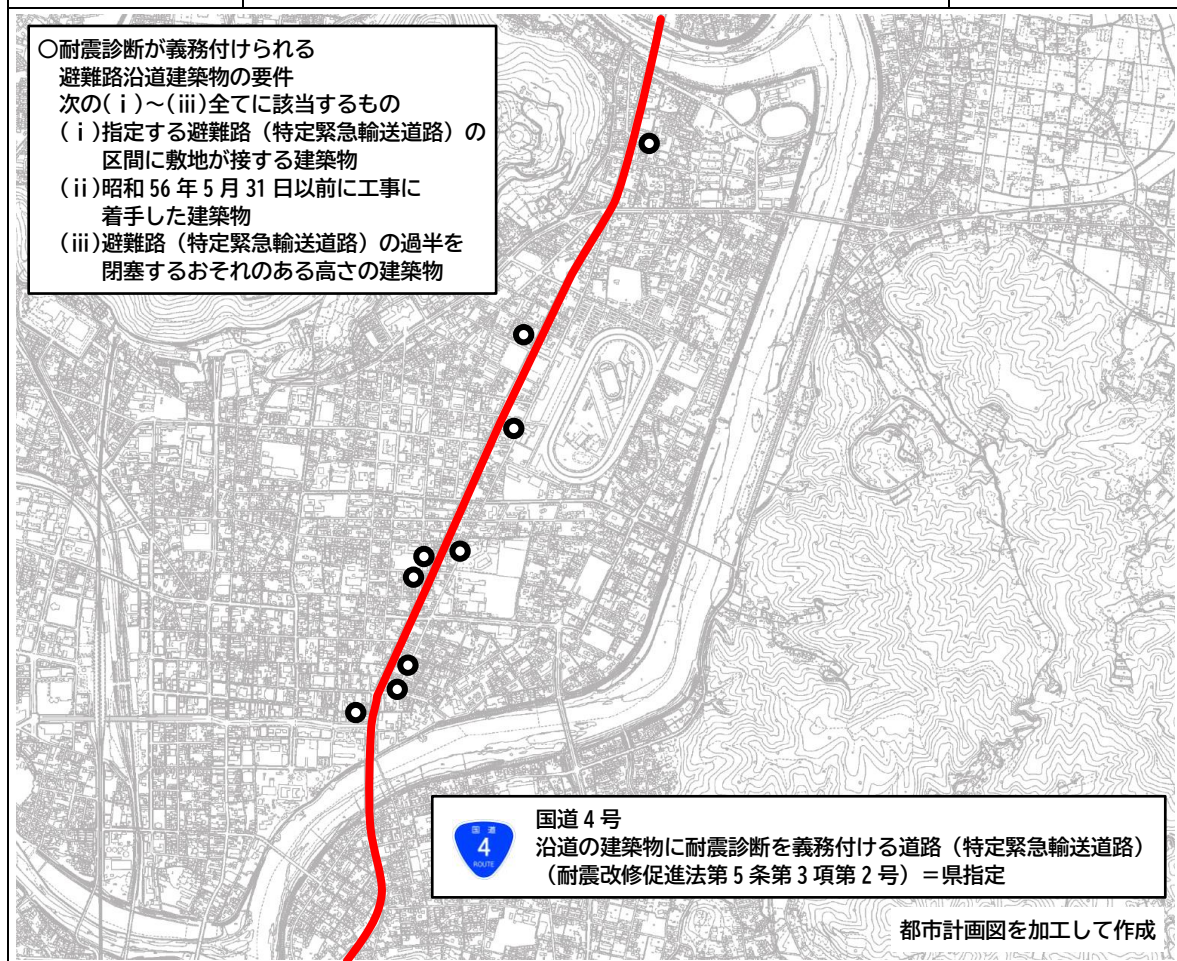 ○耐震診断が義務付けられる
避難路沿道建築物の要件
次の(ⅰ)～(ⅲ)全てに該当するもの
(ⅰ)指定する避難路（特定緊急輸送道路）の
区間に敷地が接する建築物
(ⅱ)昭和 56 年 5 月 31 日以前に工事に
着手した建築物
(ⅲ)避難路（特定緊急輸送道路）の過半を
閉塞するおそれのある高さの建築物
国道
4
ROUTE
国道 4 号
沿道の建築物に耐震診断を義務付ける道路（特定緊急輸送道路）
（耐震改修促進法第 5 条第 3 項第 2 号）＝県指定
都市計画図を加工して作成